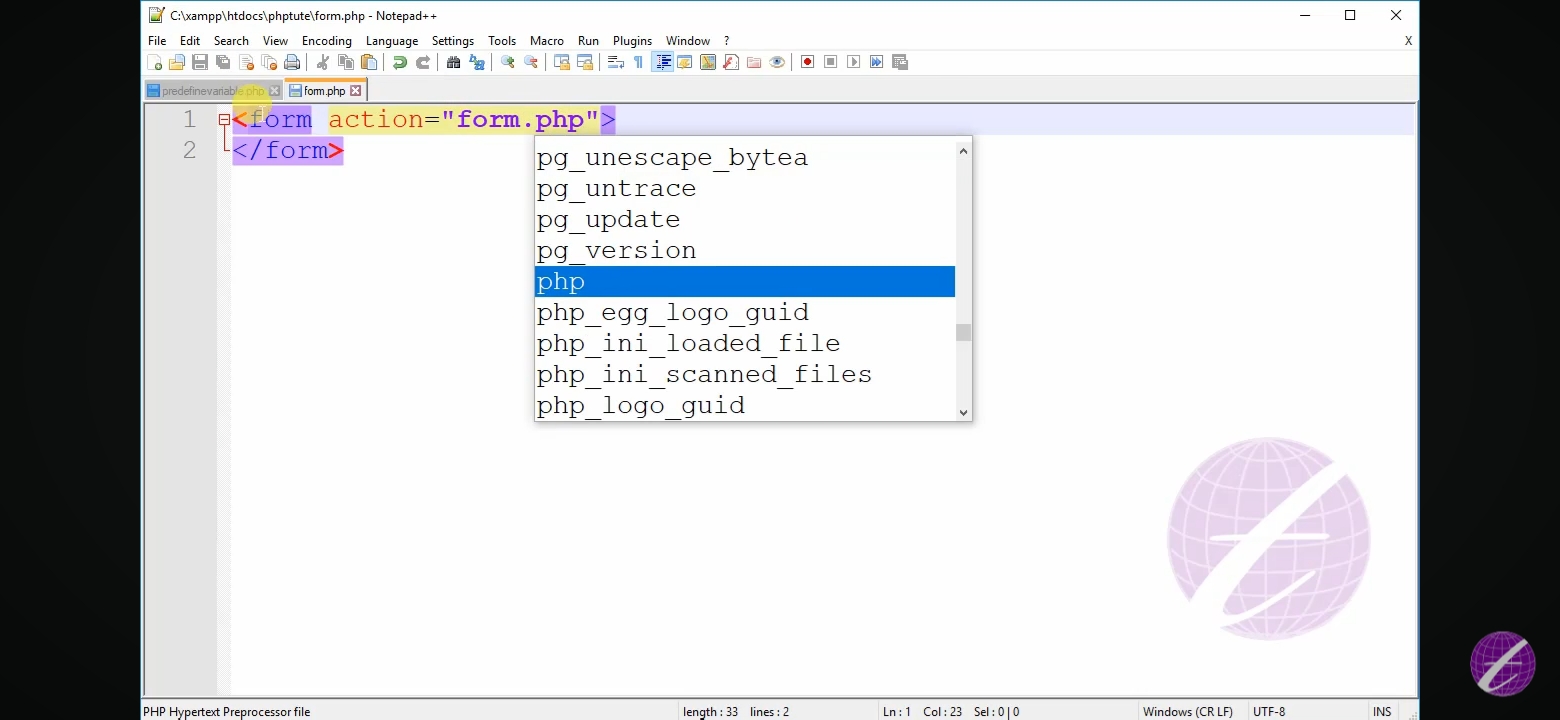 C:\xampp\htdocs\phptute\form.php - Notepad++
File Edit Search View Encoding Language Settings Tools Macro Run Plugins Window ? X
predefinevariable.php form.php
1 <form action="form.php">
2 </form>
pg_unescape_bytea
pg_untrace
pg_update
pg_version
php
php_egg_logo_guid
php_ini_loaded_file
php_ini_scanned_files
php_logo_guid
PHP Hypertext Preprocessor file length : 33 lines : 2 Ln : 1 Col : 23 Sel : 0 | 0 Windows (CR LF) UTF-8 INS